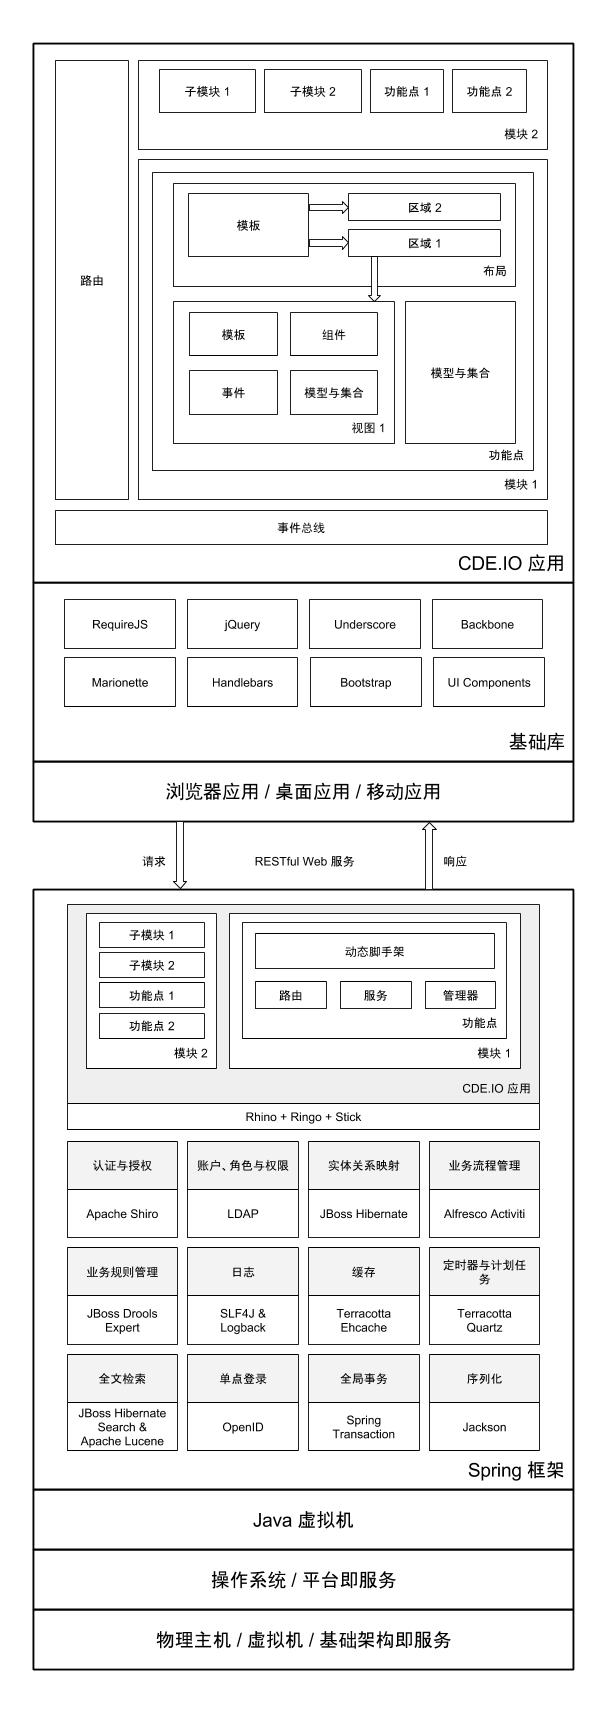 子模块 1
子模块 2
功能点 1
功能点 2
模块 2
路由
模板
区域 2
区域 1
布局
模板
组件
事件
模型与集合
视图 1
模型与集合
功能点
模块 1
事件总线
CDE.IO 应用
RequireJS
jQuery
Underscore
Backbone
Marionette
Handlebars
Bootstrap
UI Components
基础库
浏览器应用 / 桌面应用 / 移动应用
请求
RESTful Web 服务
响应
子模块 1
子模块 2
功能点 1
功能点 2
模块 2
动态脚手架
路由
服务
管理器
功能点
模块 1
CDE.IO 应用
Rhino + Ringo + Stick
认证与授权
账户、角色与权限
实体关系映射
业务流程管理
Apache Shiro
LDAP
JBoss Hibernate
Alfresco Activiti
业务规则管理
日志
缓存
定时器与计划任
务
JBoss Drools
Expert
SLF4J &
Logback
Terracotta
Ehcache
Terracotta
Quartz
全文检索
单点登录
全局事务
序列化
JBoss Hibernate
Search &
Apache Lucene
OpenID
Spring
Transaction
Jackson
Spring 框架
Java 虚拟机
操作系统 / 平台即服务
物理主机 / 虚拟机 / 基础架构即服务